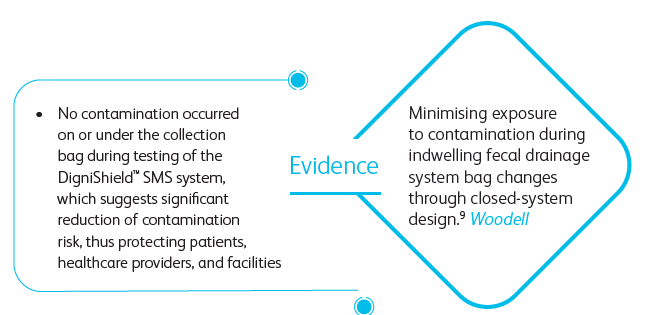 • No contamination occurred
on or under the collection
bag during testing of the
DigniShield™ SMS system,
which suggests significant
reduction of contamination
risk, thus protecting patients,
healthcare providers, and facilities
Evidence
Minimising exposure
to contamination during
indwelling fecal drainage
system bag changes
through closed-system
design.⁹ Woodell